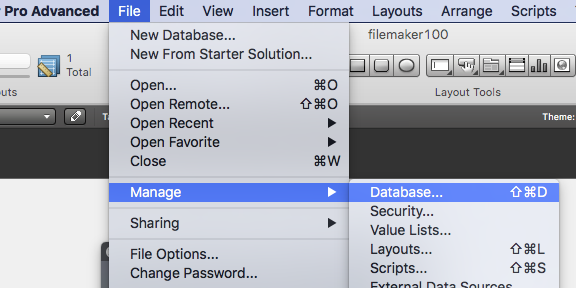 Pro Advanced File Edit View Insert Format Layouts Arrange Scripts
filemaker100
1
Total
Layout Tools
Theme:
New Database...
New From Starter Solution...
Open... ⌘O
Open Remote... ⇧⌘O
Open Recent ▶
Open Favorite ▶
Close ⌘W
Manage ▶
Sharing ▶
File Options...
Change Password...
Database... ⇧⌘D
Security...
Value Lists...
Layouts... ⇧⌘L
Scripts... ⇧⌘S
External Data Sources